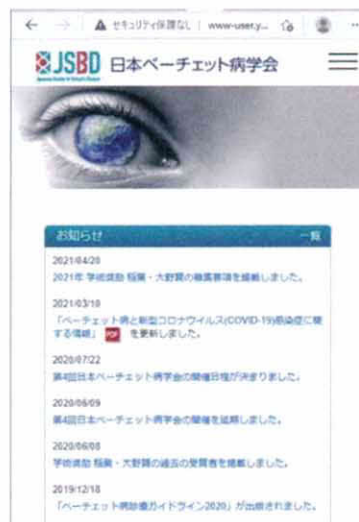 セキュリティ保護なし | www-user.y...
JSBD 日本ベーチェット病学会
お知らせ 一覧
2021/04/20
2021年 学術奨励 稲葉・大野賞の募集要項を掲載しました。
2021/03/10
「ベーチェット病と新型コロナウイルス(COVID-19)感染症に関
する情報」 PDF を更新しました。
2020/07/22
第4回日本ベーチェット病学会の開催日程が決まりました。
2020/06/09
第4回日本ベーチェット病学会の開催を延期しました。
2020/06/08
学術奨励 稲葉・大野賞の過去の受賞者を掲載しました。
2019/12/18
「ベーチェット病診療ガイドライン2020」が出版されました。